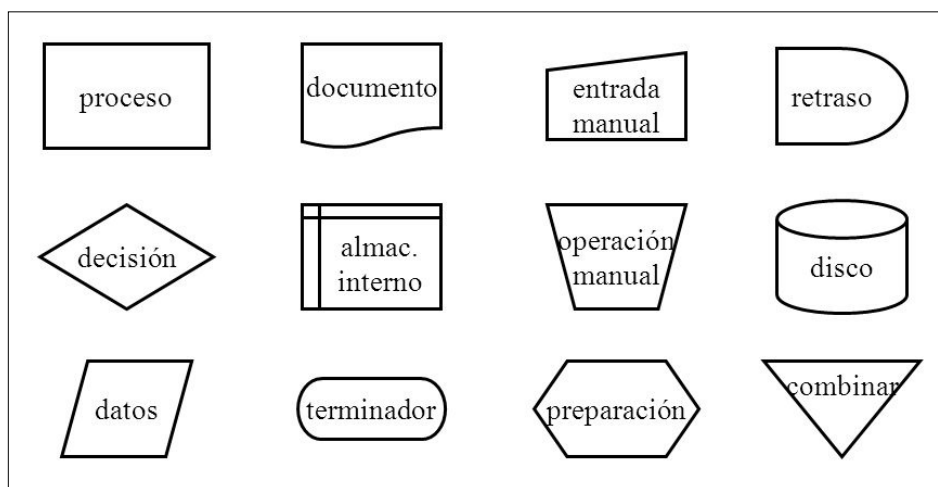 proceso
documento
entrada
manual
retraso
decisión
almac.
interno
operación
manual
disco
datos
terminador
preparación
combinar